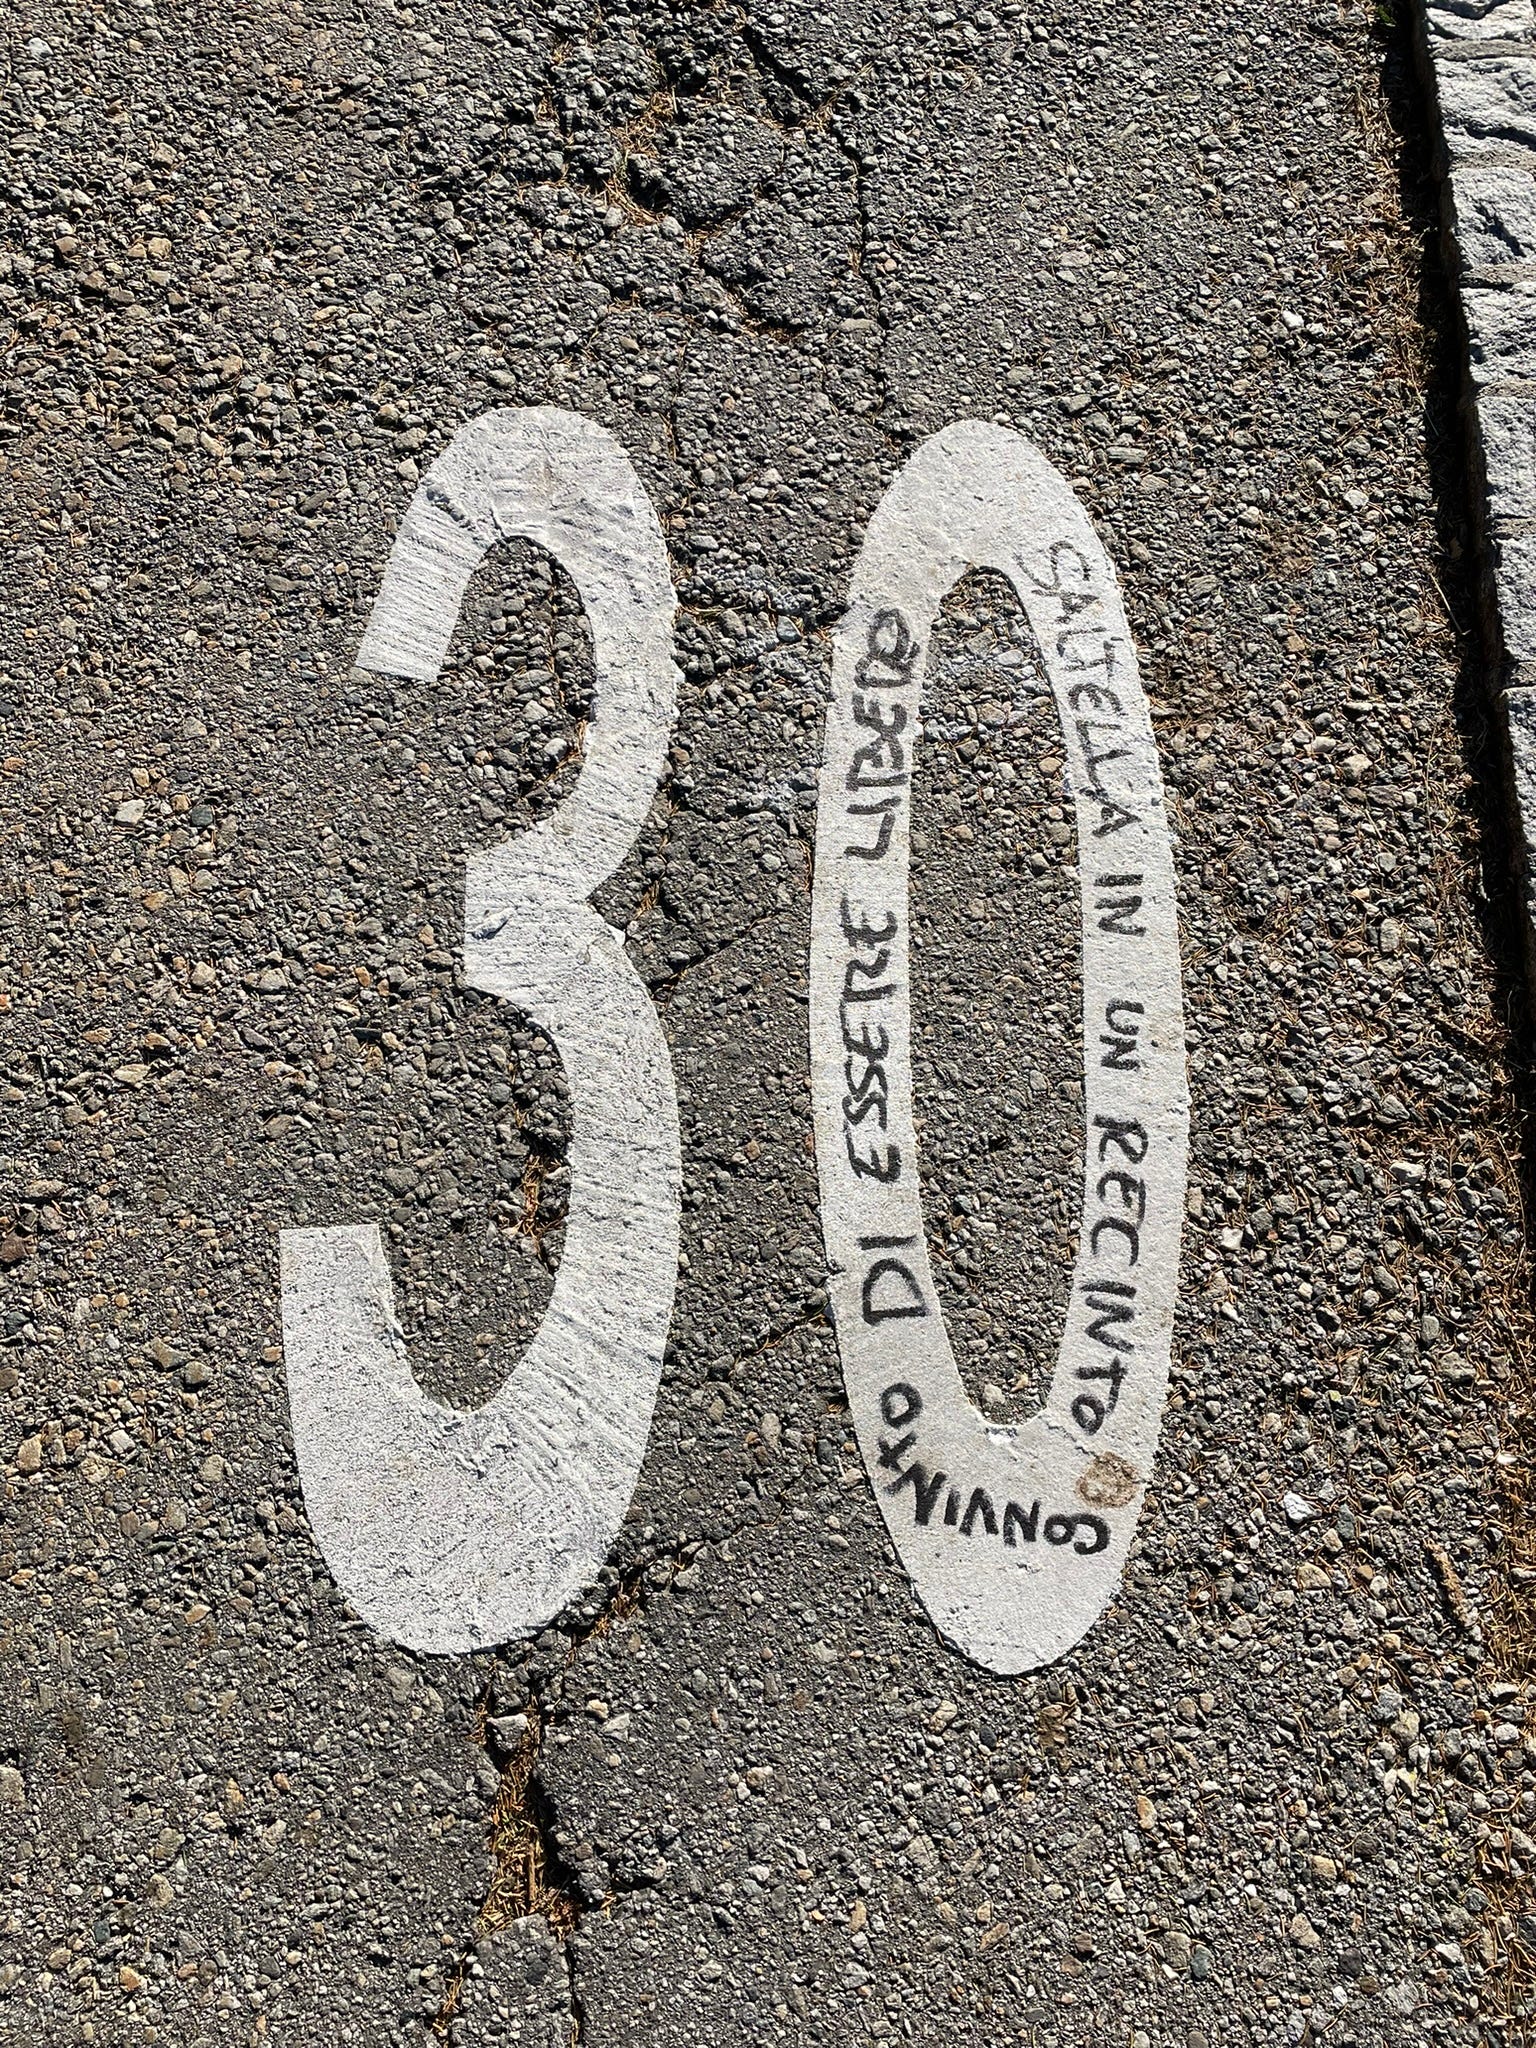 30
SALTELLA IN UN RECINTO
CONVINTO DI ESSERE LIBERO